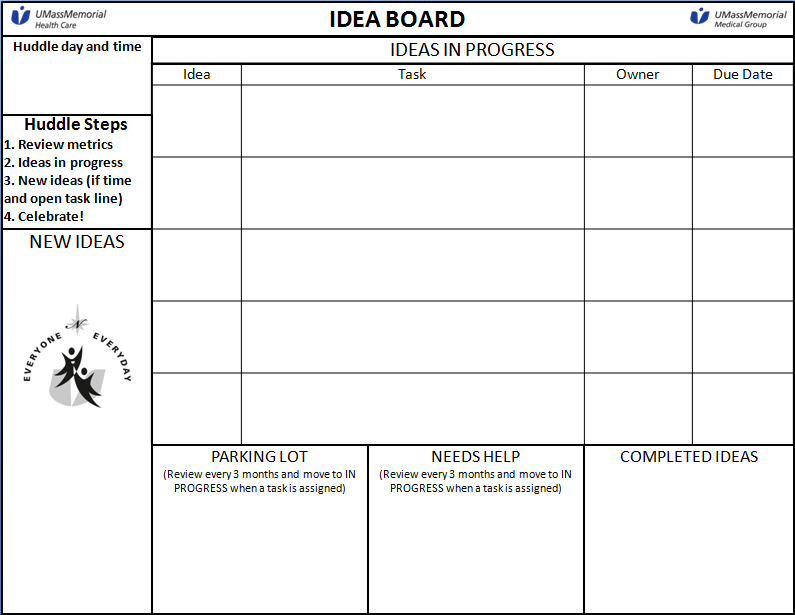 UMassMemorial
Health Care
IDEA BOARD
UMassMemorial
Medical Group
Huddle day and time
IDEAS IN PROGRESS
Idea
Task
Owner
Due Date
Huddle Steps
1. Review metrics
2. Ideas in progress
3. New ideas (if time
and open task line)
4. Celebrate!
NEW IDEAS
N
EVERYONE EVERYDAY
PARKING LOT
(Review every 3 months and move to IN
PROGRESS when a task is assigned)
NEEDS HELP
(Review every 3 months and move to IN
PROGRESS when a task is assigned)
COMPLETED IDEAS